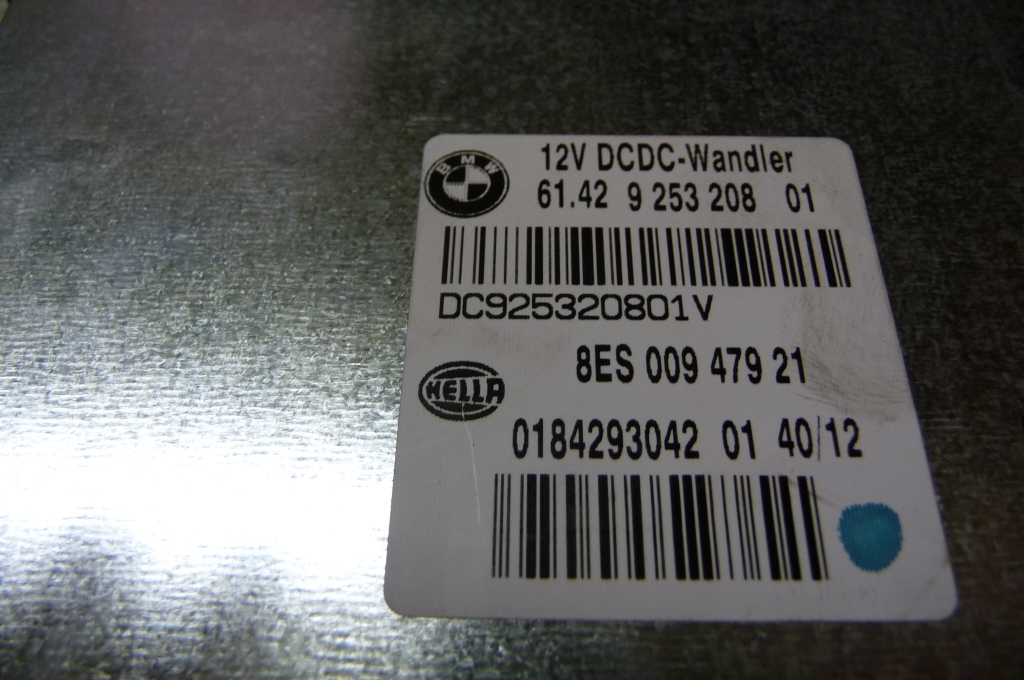 BMW
12V DCDC-Wandler
61.42 9 253 208 01
DC925320801V
HELLA
8ES 009 479 21
0184293042 01 40/12